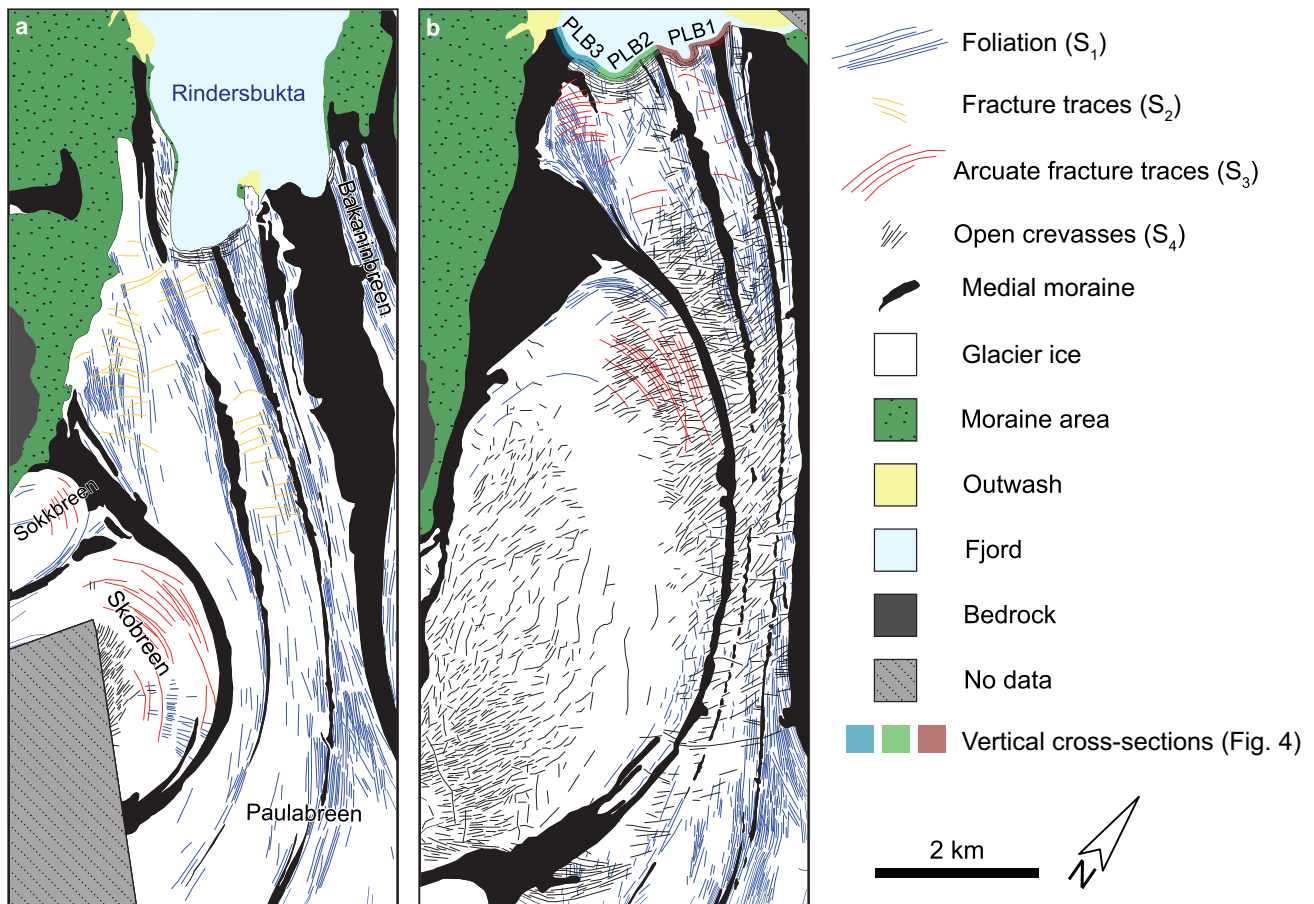 a
Rindersbukta
Bakaninbreen
Sokkbreen
Skobreen
Paulabreen
b
PLB3
PLB2
PLB1
Foliation (S₁)
Fracture traces (S₂)
Arcuate fracture traces (S₃)
Open crevasses (S₄)
Medial moraine
Glacier ice
Moraine area
Outwash
Fjord
Bedrock
No data
Vertical cross-sections (Fig. 4)
2 km
N